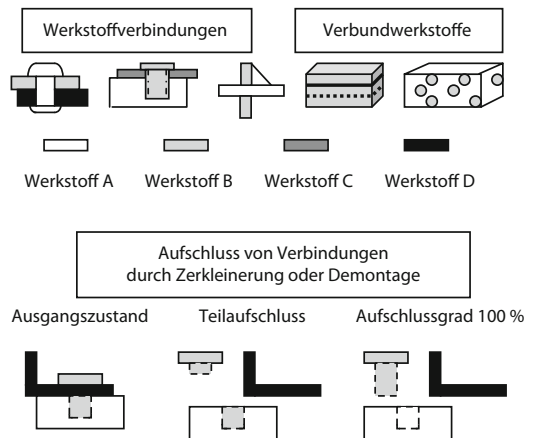 Werkstoffverbindungen
Verbundwerkstoffe
Werkstoff A
Werkstoff B
Werkstoff C
Werkstoff D
Aufschluss von Verbindungen
durch Zerkleinerung oder Demontage
Ausgangszustand
Teilaufschluss
Aufschlussgrad 100 %